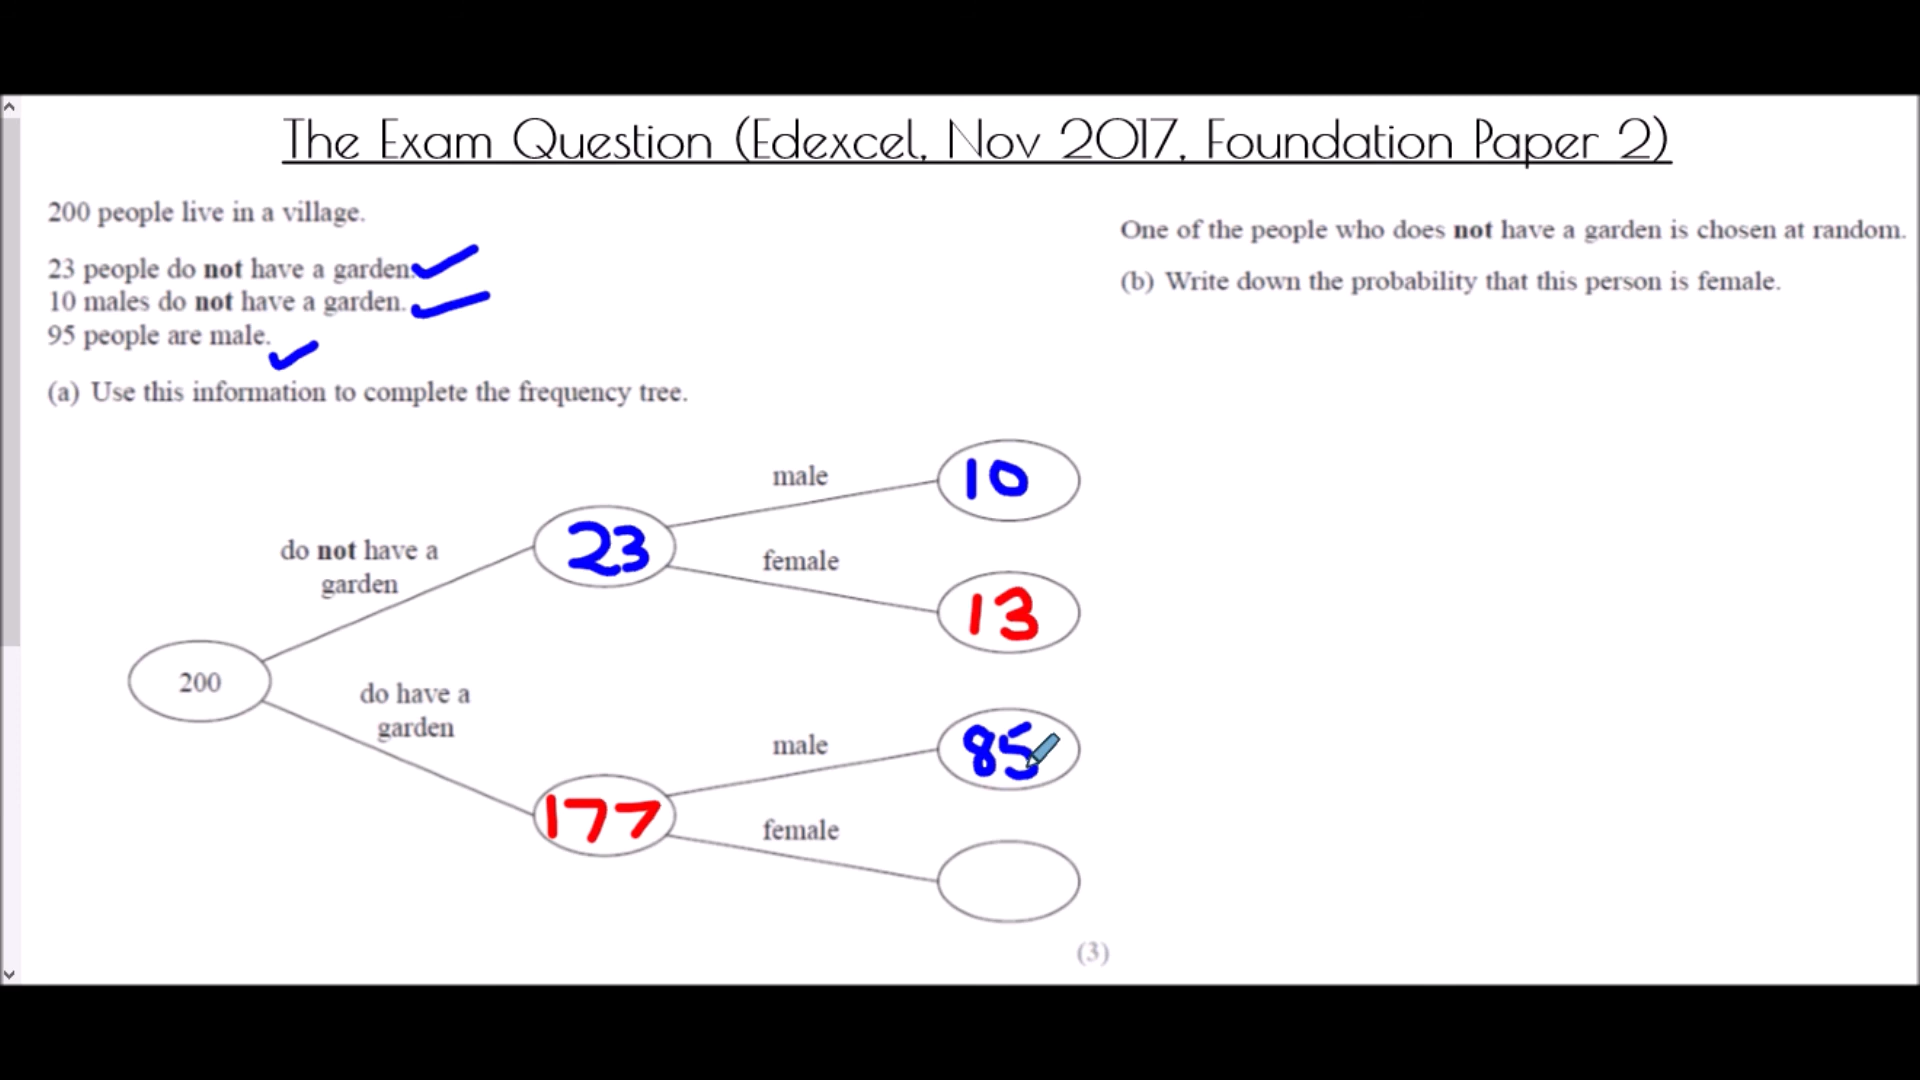 The Exam Question (Edexcel, Nov 2017, Foundation Paper 2)
200 people live in a village.
23 people do not have a garden.
10 males do not have a garden.
95 people are male.
(a) Use this information to complete the frequency tree.
One of the people who does not have a garden is chosen at random.
(b) Write down the probability that this person is female.
200
do not have a
garden
23
male
10
female
13
do have a
garden
177
male
85
female
(3)